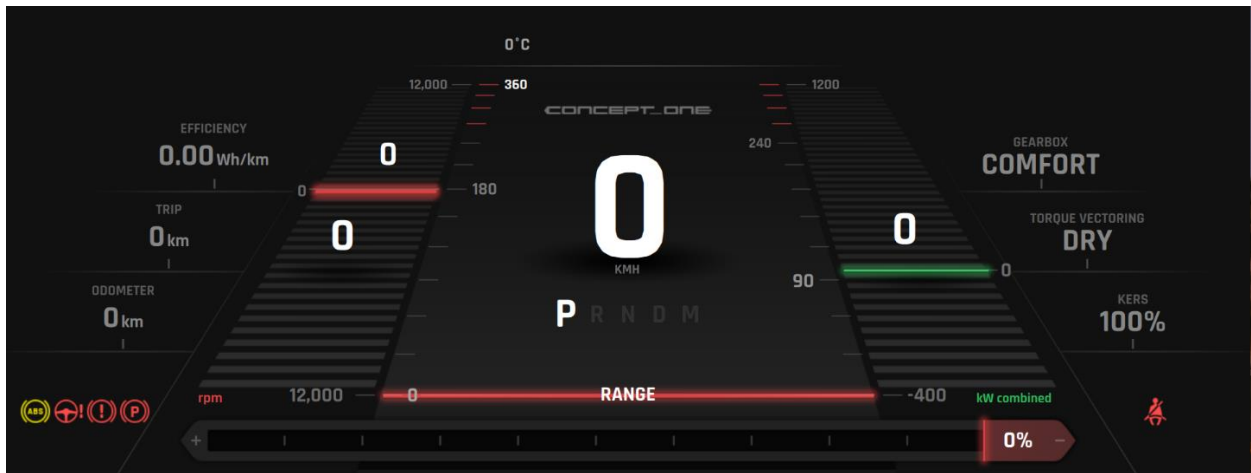 0°C
12,000
360
1200
CONCEPT_ONE
EFFICIENCY
0.00 Wh/km
0
0
180
TRIP
0 km
0
ODOMETER
0 km
0
KMH
P R N D M
240
90
0
0
GEARBOX
COMFORT
TORQUE VECTORING
DRY
KERS
100%
ABS
!
!
P
rpm
12,000
0
RANGE
-400
kW combined
+
0%
-